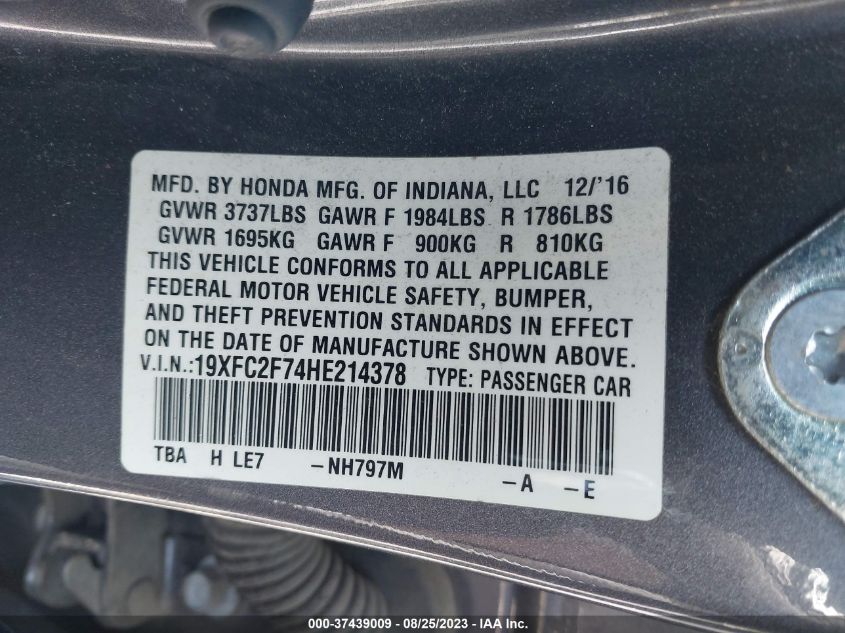 MFD. BY HONDA MFG. OF INDIANA, LLC 12/'16
GVWR 3737LBS GAWR F 1984LBS R 1786LBS
GVWR 1695KG GAWR F 900KG R 810KG
THIS VEHICLE CONFORMS TO ALL APPLICABLE
FEDERAL MOTOR VEHICLE SAFETY, BUMPER,
AND THEFT PREVENTION STANDARDS IN EFFECT
ON THE DATE OF MANUFACTURE SHOWN ABOVE.
V.I.N.:19XFC2F74HE214378 TYPE: PASSENGER CAR
TBA H LE7 –NH797M –A –E
000-37439009 - 08/25/2023 - IAA Inc.